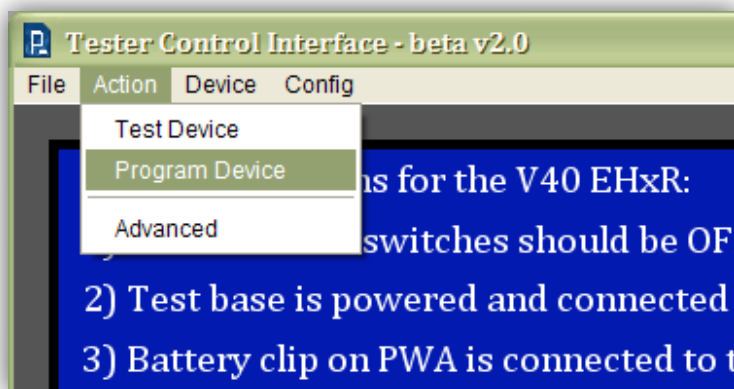 Tester Control Interface - beta v2.0
File Action Device Config
Test Device
Program Device
Advanced
ns for the V40 EHxR:
switches should be OF
2) Test base is powered and connected
3) Battery clip on PWA is connected to t